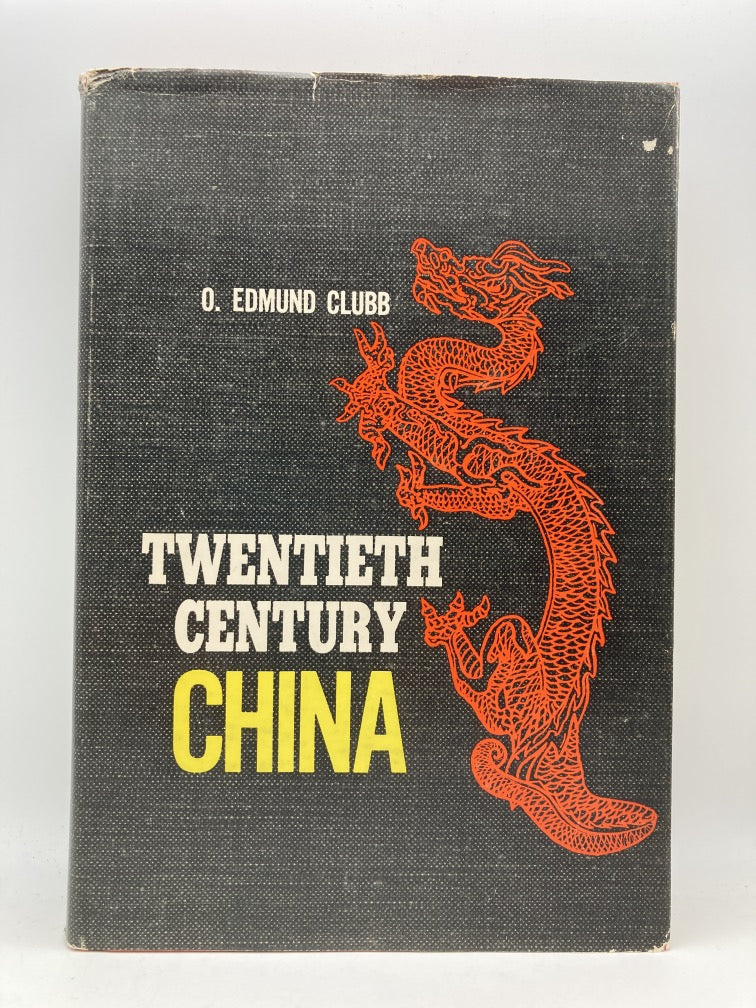 O. EDMUND CLUBB
TWENTIETH
CENTURY
CHINA